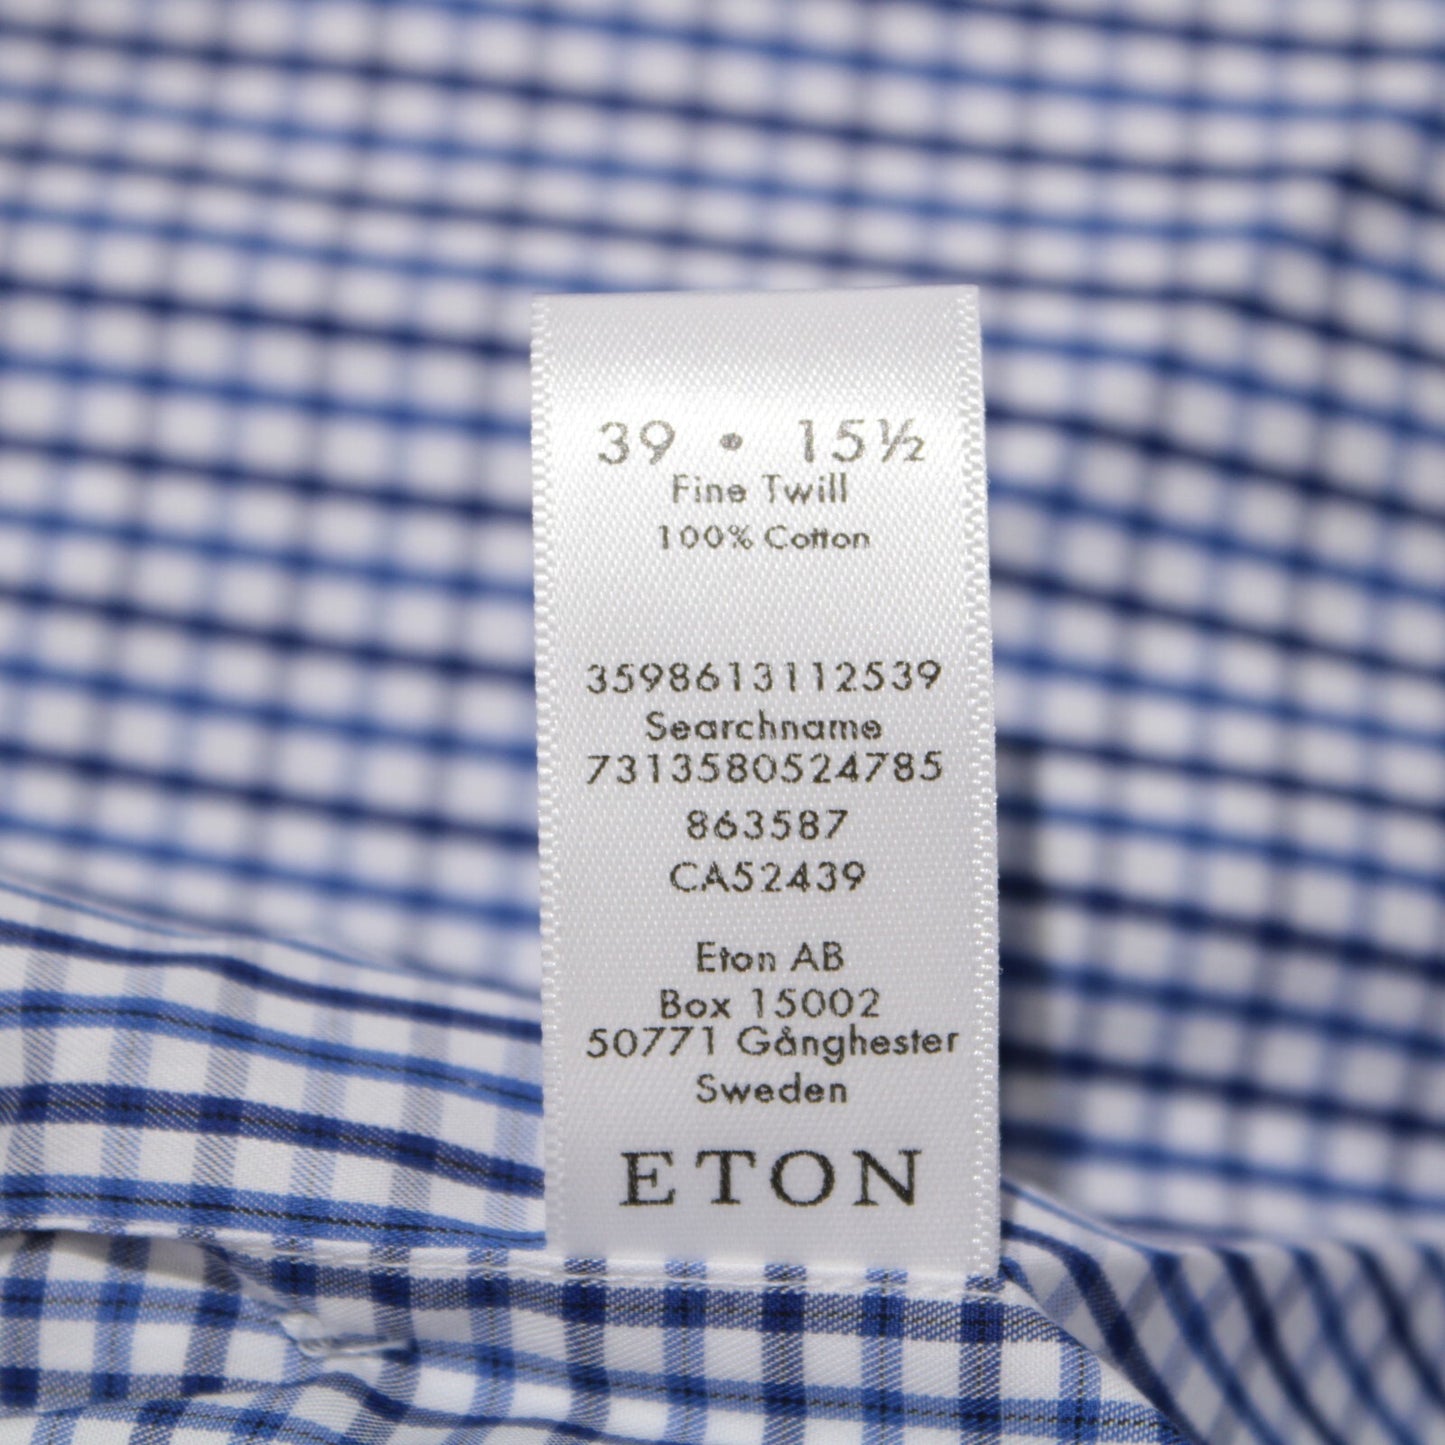 39 • 15½
Fine Twill
100% Cotton
3598613112539
Searchname
7313580524785
863587
CA52439
Eton AB
Box 15002
50771 Gånghester
Sweden
ETON